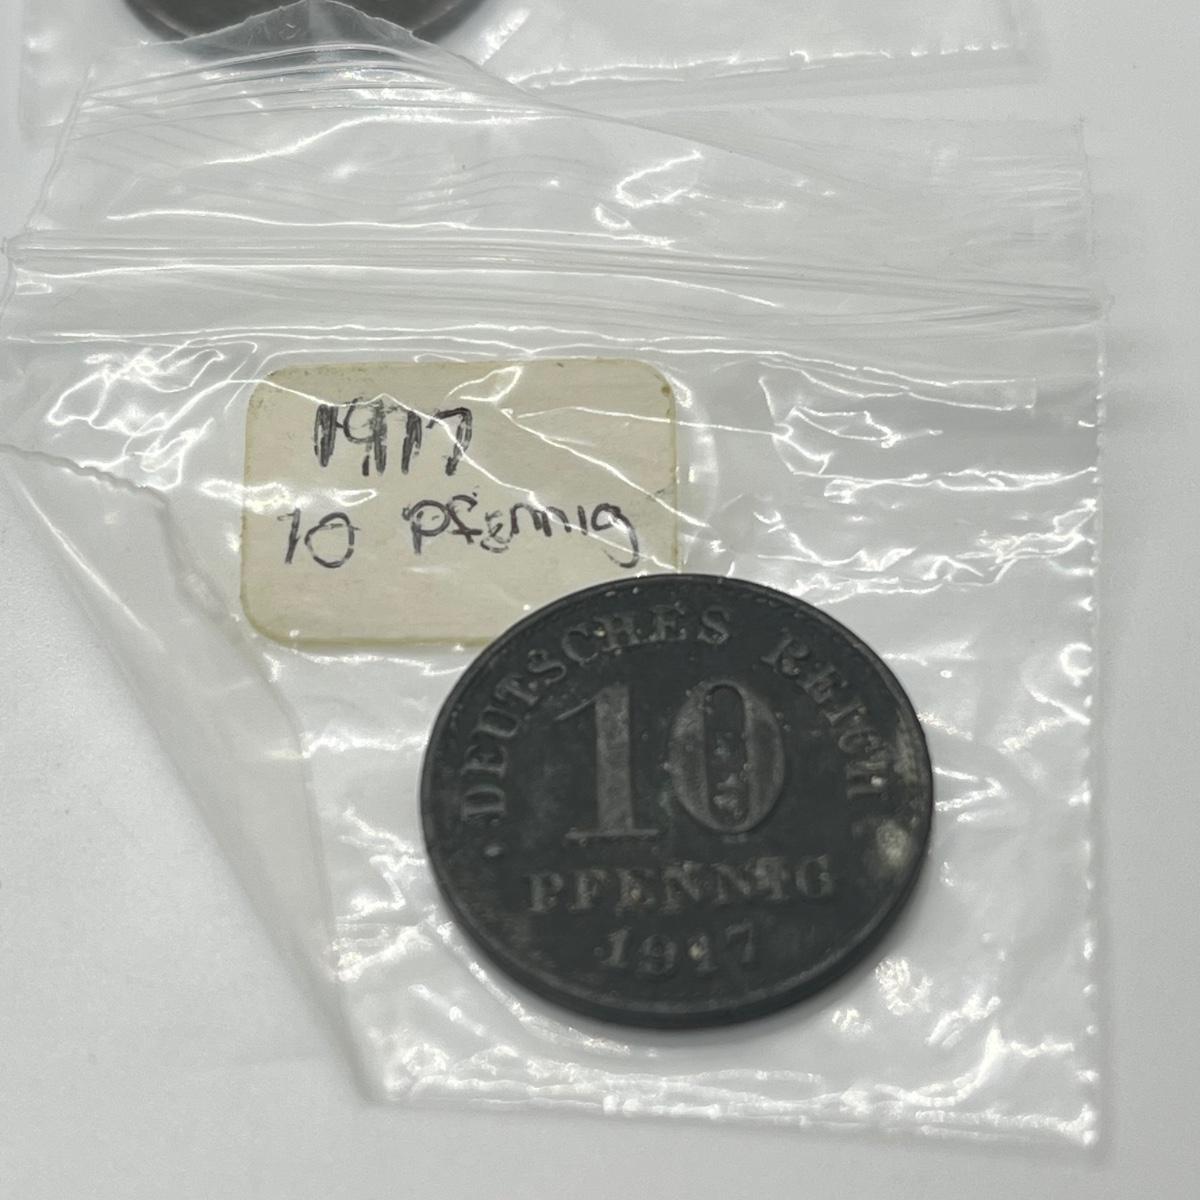 1917
10 Pfennig
DEUTSCHES REICH
10
PFENNIG
1917